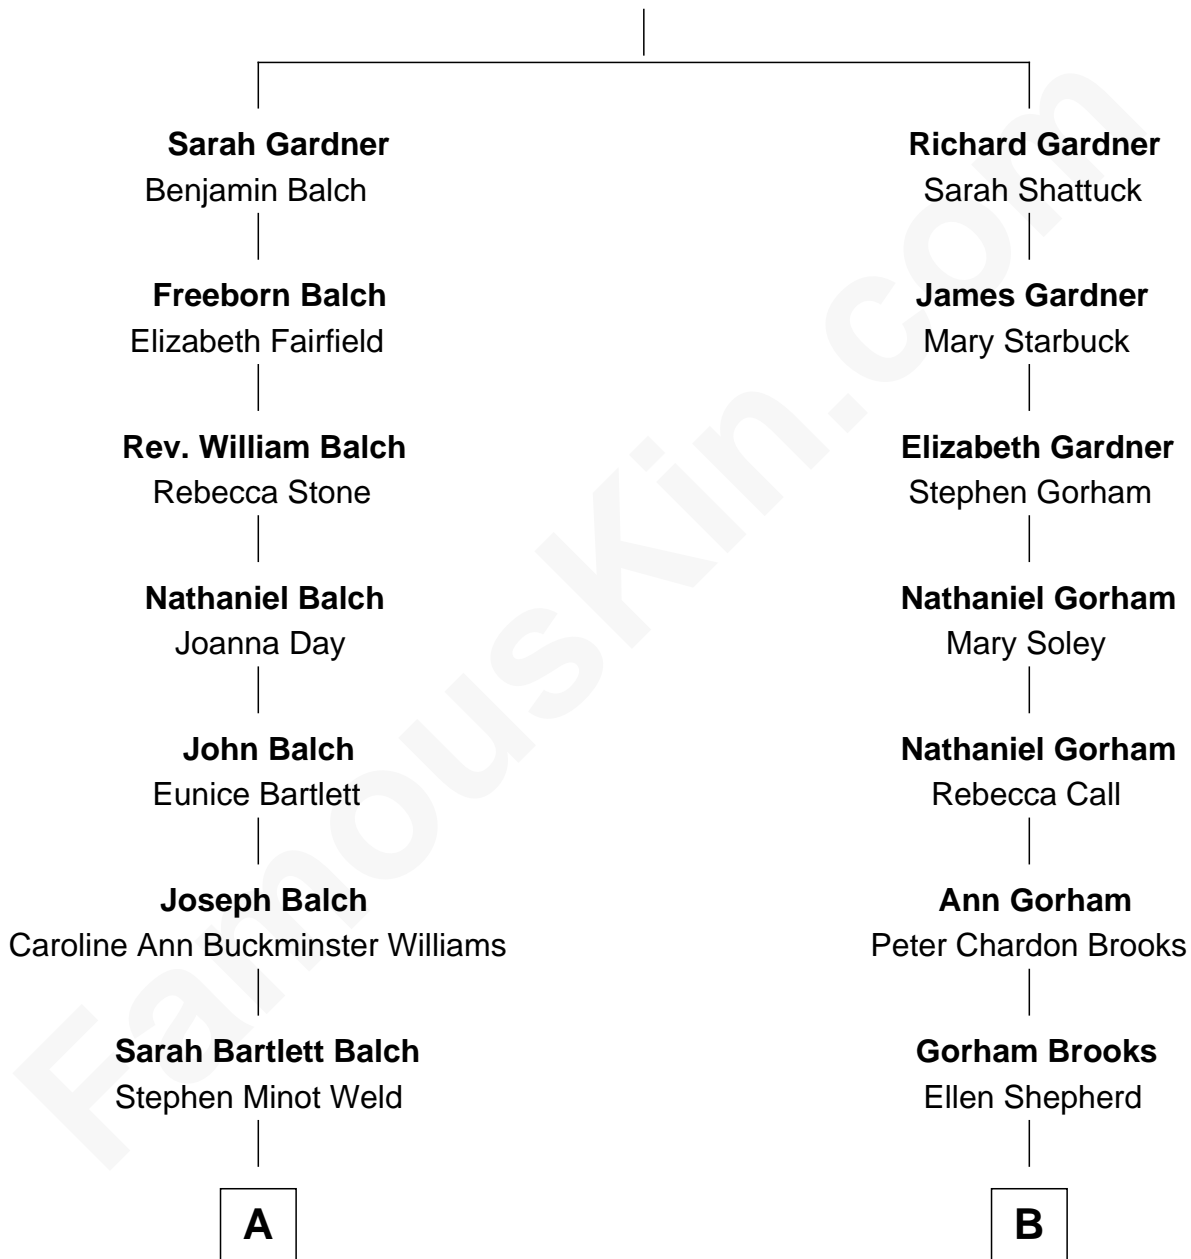 Sarah Gardner
Benjamin Balch
Richard Gardner
Sarah Shattuck
Freeborn Balch
Elizabeth Fairfield
James Gardner
Mary Starbuck
Rev. William Balch
Rebecca Stone
Elizabeth Gardner
Stephen Gorham
Nathaniel Balch
Joanna Day
Nathaniel Gorham
Mary Soley
John Balch
Eunice Bartlett
Nathaniel Gorham
Rebecca Call
Joseph Balch
Caroline Ann Buckminster Williams
Ann Gorham
Peter Chardon Brooks
Sarah Bartlett Balch
Stephen Minot Weld
Gorham Brooks
Ellen Shepherd
A
B
FamousKin.com